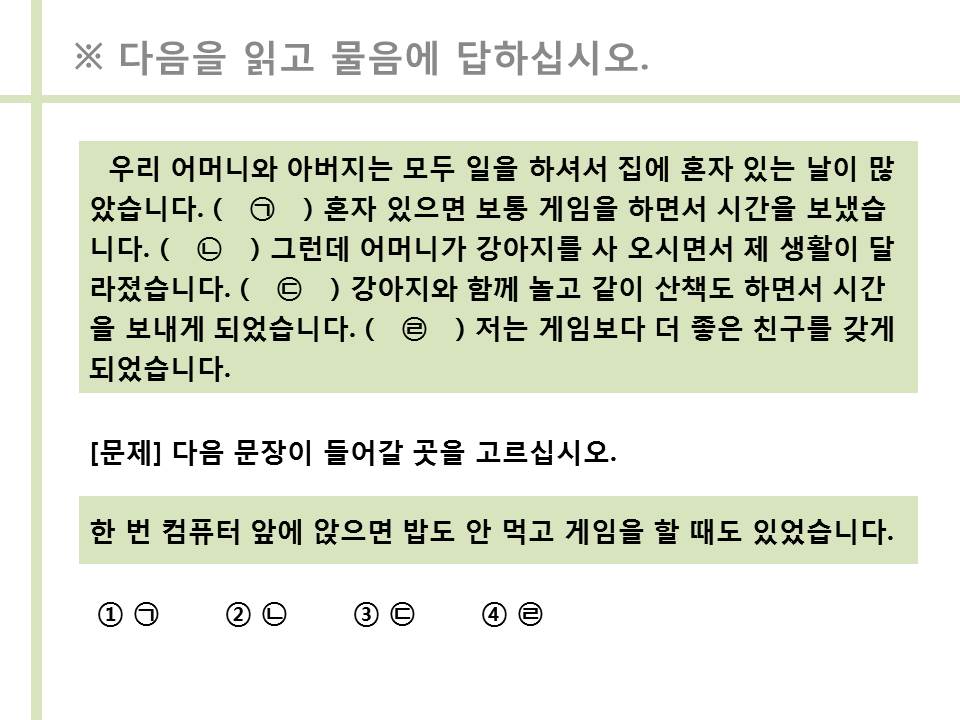 ※ 다음을 읽고 물음에 답하십시오.
우리 어머니와 아버지는 모두 일을 하셔서 집에 혼자 있는 날이 많
았습니다. ( ㉠ ) 혼자 있으면 보통 게임을 하면서 시간을 보냈습
니다. ( ㉡ ) 그런데 어머니가 강아지를 사 오시면서 제 생활이 달
라졌습니다. ( ㉢ ) 강아지와 함께 놀고 같이 산책도 하면서 시간
을 보내게 되었습니다. ( ㉣ ) 저는 게임보다 더 좋은 친구를 갖게
되었습니다.
[문제] 다음 문장이 들어갈 곳을 고르십시오.
한 번 컴퓨터 앞에 앉으면 밥도 안 먹고 게임을 할 때도 있었습니다.
① ㉠ ② ㉡ ③ ㉢ ④ ㉣